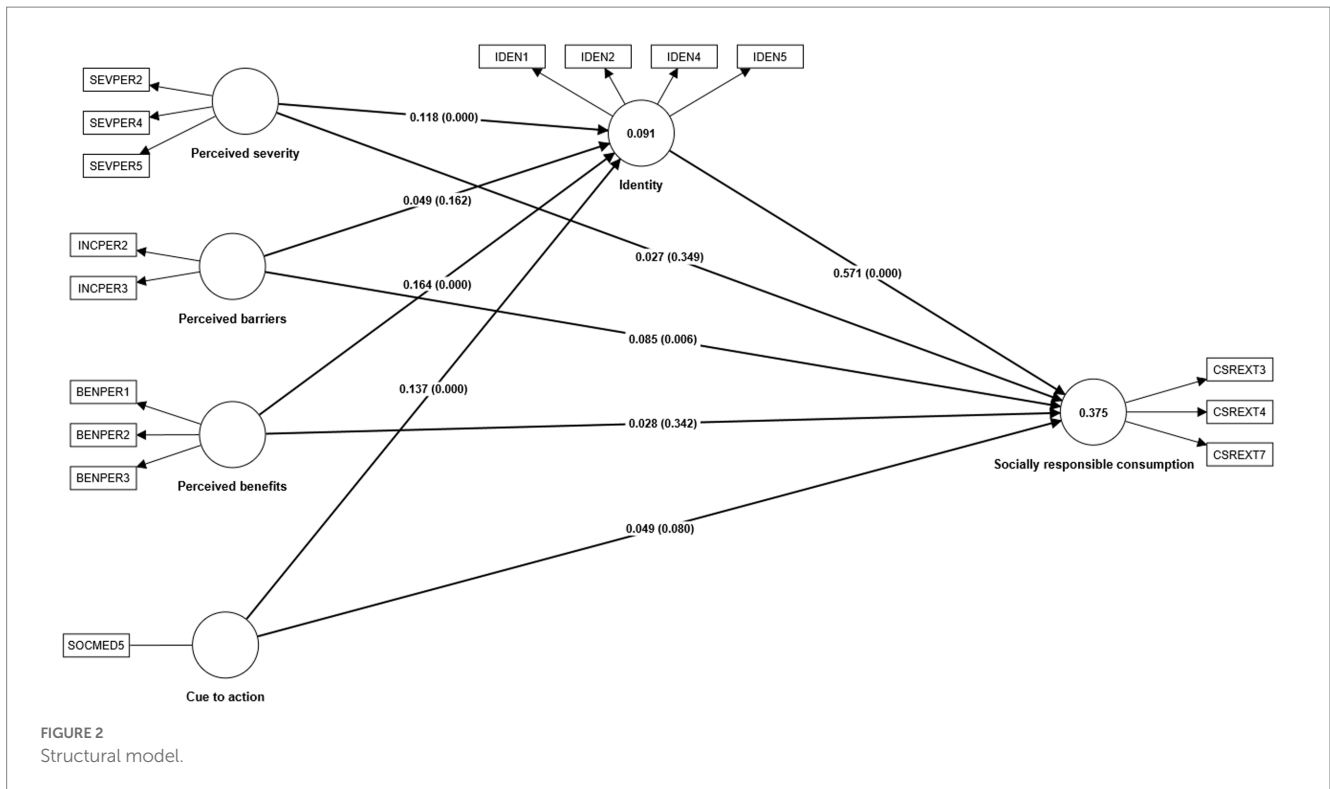 IDEN1
IDEN2
IDEN4
IDEN5
SEVPER2
SEVPER4
SEVPER5
Perceived severity
0.118 (0.000)
0.091
Identity
0.049 (0.162)
INCPER2
INCPER3
Perceived barriers
0.027 (0.349)
0.571 (0.000)
0.164 (0.000)
0.085 (0.006)
BENPER1
BENPER2
BENPER3
Perceived benefits
0.137 (0.000)
0.028 (0.342)
0.375
CSREXT3
CSREXT4
CSREXT7
Socially responsible consumption
0.049 (0.080)
SOCMED5
Cue to action
FIGURE 2
Structural model.